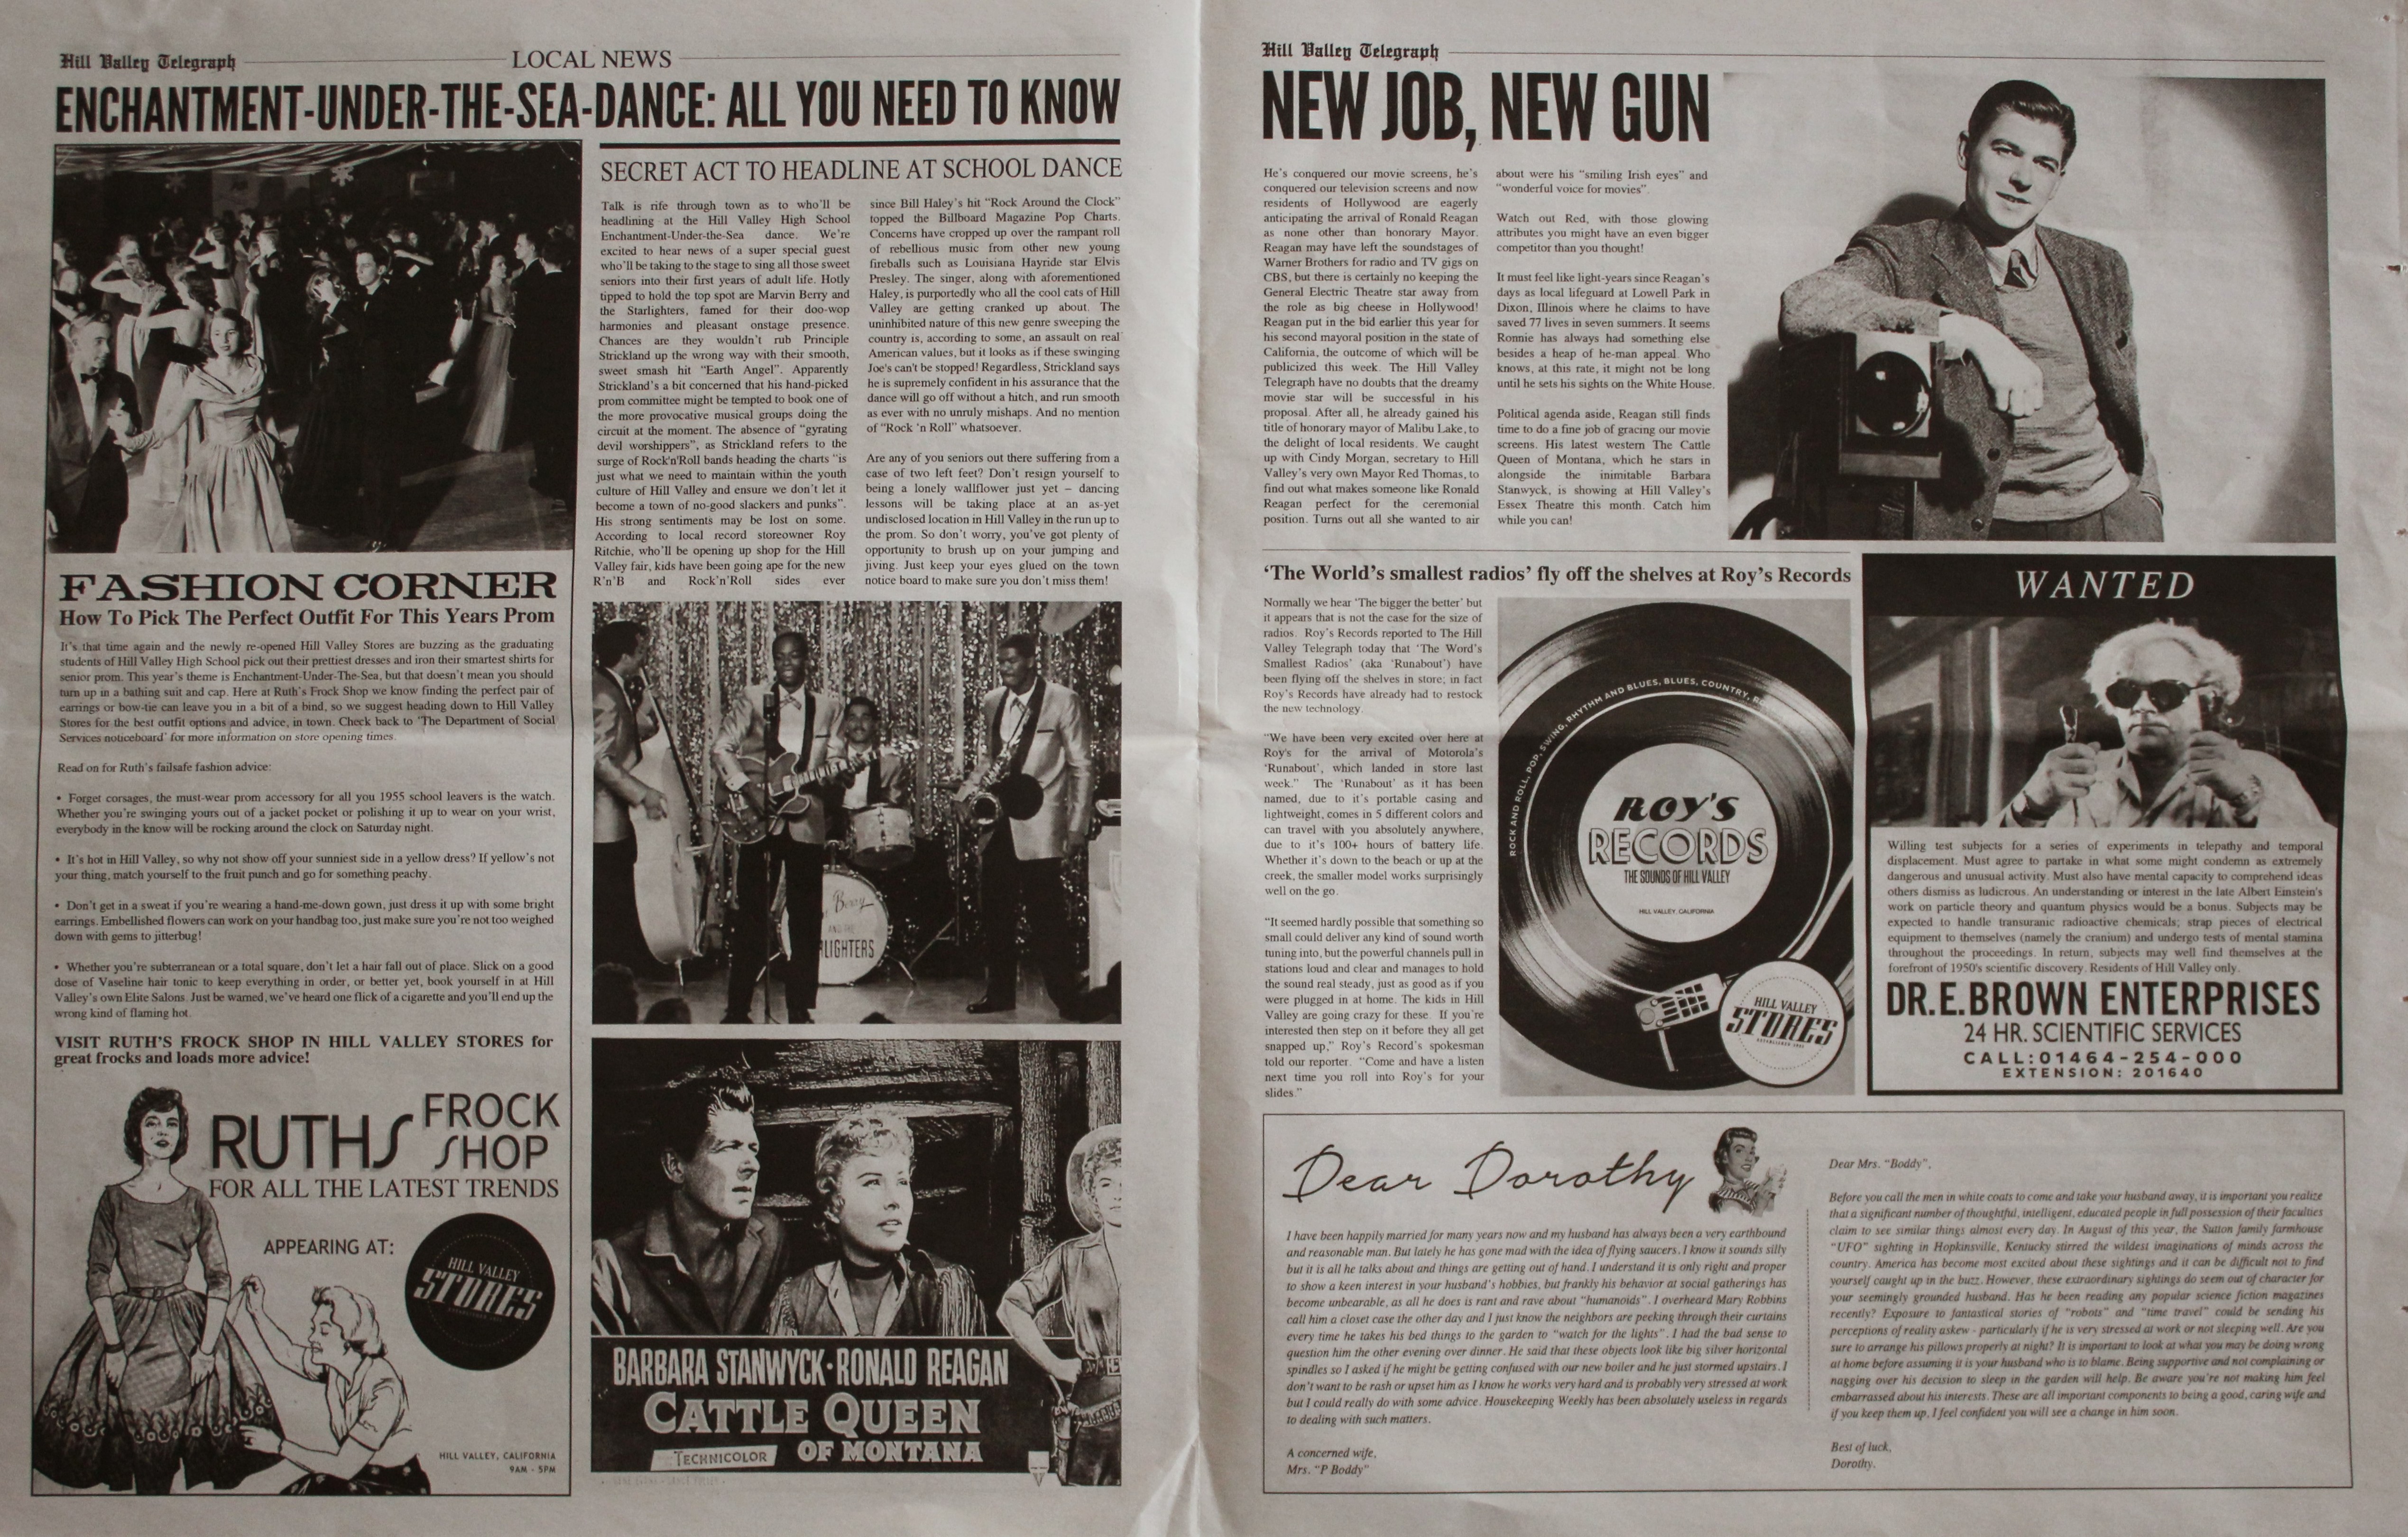 Hill Valley Telegraph
LOCAL NEWS
ENCHANTMENT-UNDER-THE-SEA-DANCE: ALL YOU NEED TO KNOW
SECRET ACT TO HEADLINE AT SCHOOL DANCE
Talk is rife through town as to who'll be
headlining at the Hill Valley High School
Enchantment-Under-the-Sea dance. We're
excited to hear news of a super special guest
who'll be taking to the stage to sing all those sweet
seniors into their first years of adult life. Hotly
tipped to hold the top spot are Marvin Berry and
the Starlighters, famed for their doo-wop
harmonies and pleasant onstage presence.
Chances are they wouldn't rub Principle
Strickland up the wrong way with their smooth,
sweet smash hit "Earth Angel". Apparently
Strickland's a bit concerned that his hand-picked
prom committee might be tempted to book one of
the more provocative musical groups doing the
circuit at the moment. The absence of "gyrating
devil worshippers", as Strickland refers to the
surge of Rock'n'Roll bands heading the charts "is
just what we need to maintain within the youth
culture of Hill Valley and ensure we don't let it
become a town of no-good slackers and punks".
His strong sentiments may be lost on some.
According to local record storeowner Roy
Ritchie, who'll be opening up shop for the Hill
Valley fair, kids have been going ape for the new
R'n'B and Rock'n'Roll sides ever
since Bill Haley's hit "Rock Around the Clock"
topped the Billboard Magazine Pop Charts.
Concerns have cropped up over the rampant roll
of rebellious music from other new young
fireballs such as Louisiana Hayride star Elvis
Presley. The singer, along with aforementioned
Haley, is purportedly who all the cool cats of Hill
Valley are getting cranked up about. The
uninhibited nature of this new genre sweeping the
country is, according to some, an assault on real
American values, but it looks as if these swinging
Joe's can't be stopped! Regardless, Strickland says
he is supremely confident in his assurance that the
dance will go off without a hitch, and run smooth
as ever with no unruly mishaps. And no mention
of "Rock 'n Roll" whatsoever.
Are any of you seniors out there suffering from a
case of two left feet? Don't resign yourself to
being a lonely wallflower just yet – dancing
lessons will be taking place at an as-yet
undisclosed location in Hill Valley in the run up to
the prom. So don't worry, you've got plenty of
opportunity to brush up on your jumping and
jiving. Just keep your eyes glued on the town
notice board to make sure you don't miss them!
FASHION CORNER
How To Pick The Perfect Outfit For This Years Prom
It's that time again and the newly re-opened Hill Valley Stores are buzzing as the graduating
students of Hill Valley High School pick out their prettiest dresses and iron their smartest shirts for
senior prom. This year's theme is Enchantment-Under-The-Sea, but that doesn't mean you should
turn up in a bathing suit and cap. Here at Ruth's Frock Shop we know finding the perfect pair of
earrings or bow-tie can leave you in a bit of a bind, so we suggest heading down to Hill Valley
Stores for the best outfit options and advice, in town. Check back to 'The Department of Social
Services noticeboard' for more information on store opening times.
Read on for Ruth's failsafe fashion advice:
• Forget corsages, the must-wear prom accessory for all you 1955 school leavers is the watch.
Whether you're swinging yours out of a jacket pocket or polishing it up to wear on your wrist,
everybody in the know will be rocking around the clock on Saturday night.
• It's hot in Hill Valley, so why not show off your sunniest side in a yellow dress? If yellow's not
your thing, match yourself to the fruit punch and go for something peachy.
• Don't get in a sweat if you're wearing a hand-me-down gown, just dress it up with some bright
earrings. Embellished flowers can work on your handbag too, just make sure you're not too weighed
down with gems to jitterbug!
• Whether you're subterranean or a total square, don't let a hair fall out of place. Slick on a good
dose of Vaseline hair tonic to keep everything in order, or better yet, book yourself in at Hill
Valley's own Elite Salons. Just be warned, we've heard one flick of a cigarette and you'll end up the
wrong kind of flaming hot.
VISIT RUTH'S FROCK SHOP IN HILL VALLEY STORES for
great frocks and loads more advice!
RUTHS FROCK SHOP
FOR ALL THE LATEST TRENDS
APPEARING AT:
HILL VALLEY
STORES
HILL VALLEY, CALIFORNIA
9AM - 5PM
Berry
AND THE
LIGHTERS
BARBARA STANWYCK · RONALD REAGAN
CATTLE QUEEN
OF MONTANA
TECHNICOLOR
Hill Valley Telegraph
NEW JOB, NEW GUN
He's conquered our movie screens, he's
conquered our television screens and now
residents of Hollywood are eagerly
anticipating the arrival of Ronald Reagan
as none other than honorary Mayor.
Reagan may have left the soundstages of
Warner Brothers for radio and TV gigs on
CBS, but there is certainly no keeping the
General Electric Theatre star away from
the role as big cheese in Hollywood!
Reagan put in the bid earlier this year for
his second mayoral position in the state of
California, the outcome of which will be
publicized this week. The Hill Valley
Telegraph have no doubts that the dreamy
movie star will be successful in his
proposal. After all, he already gained his
title of honorary mayor of Malibu Lake, to
the delight of local residents. We caught
up with Cindy Morgan, secretary to Hill
Valley's very own Mayor Red Thomas, to
find out what makes someone like Ronald
Reagan perfect for the ceremonial
position. Turns out all she wanted to air
about were his "smiling Irish eyes" and
"wonderful voice for movies".
Watch out Red, with those glowing
attributes you might have an even bigger
competitor than you thought!
It must feel like light-years since Reagan's
days as local lifeguard at Lowell Park in
Dixon, Illinois where he claims to have
saved 77 lives in seven summers. It seems
Ronnie has always had something else
besides a heap of he-man appeal. Who
knows, at this rate, it might not be long
until he sets his sights on the White House.
Political agenda aside, Reagan still finds
time to do a fine job of gracing our movie
screens. His latest western The Cattle
Queen of Montana, which he stars in
alongside the inimitable Barbara
Stanwyck, is showing at Hill Valley's
Essex Theatre this month. Catch him
while you can!
'The World's smallest radios' fly off the shelves at Roy's Records
Normally we hear 'The bigger the better' but
it appears that is not the case for the size of
radios. Roy's Records reported to The Hill
Valley Telegraph today that 'The Word's
Smallest Radios' (aka 'Runabout') have
been flying off the shelves in store; in fact
Roy's Records have already had to restock
the new technology.
"We have been very excited over here at
Roy's for the arrival of Motorola's
'Runabout', which landed in store last
week." The 'Runabout' as it has been
named, due to it's portable casing and
lightweight, comes in 5 different colors and
can travel with you absolutely anywhere,
due to it's 100+ hours of battery life.
Whether it's down to the beach or up at the
creek, the smaller model works surprisingly
well on the go.
"It seemed hardly possible that something so
small could deliver any kind of sound worth
tuning into, but the powerful channels pull in
stations loud and clear and manages to hold
the sound real steady, just as good as if you
were plugged in at home. The kids in Hill
Valley are going crazy for these. If you're
interested then step on it before they all get
snapped up," Roy's Record's spokesman
told our reporter. "Come and have a listen
next time you roll into Roy's for your
slides."
ROCK AND ROLL, POP, SWING, RHYTHM AND BLUES, BLUES, COUNTRY,
ROY'S
RECORDS
THE SOUNDS OF HILL VALLEY
HILL VALLEY, CALIFORNIA
HILL VALLEY
STORES
WANTED
Willing test subjects for a series of experiments in telepathy and temporal
displacement. Must agree to partake in what some might condemn as extremely
dangerous and unusual activity. Must also have mental capacity to comprehend ideas
others dismiss as ludicrous. An understanding or interest in the late Albert Einstein's
work on particle theory and quantum physics would be a bonus. Subjects may be
expected to handle transuranic radioactive chemicals; strap pieces of electrical
equipment to themselves (namely the cranium) and undergo tests of mental stamina
throughout the proceedings. In return, subjects may well find themselves at the
forefront of 1950's scientific discovery. Residents of Hill Valley only.
DR.E.BROWN ENTERPRISES
24 HR. SCIENTIFIC SERVICES
CALL:01464-254-000
EXTENSION: 201640
Dear Dorothy
I have been happily married for many years now and my husband has always been a very earthbound
and reasonable man. But lately he has gone mad with the idea of flying saucers. I know it sounds silly
but it is all he talks about and things are getting out of hand. I understand it is only right and proper
to show a keen interest in your husband's hobbies, but frankly his behavior at social gatherings has
become unbearable, as all he does is rant and rave about "humanoids". I overheard Mary Robbins
call him a closet case the other day and I just know the neighbors are peeking through their curtains
every time he takes his bed things to the garden to "watch for the lights". I had the bad sense to
question him the other evening over dinner. He said that these objects look like big silver horizontal
spindles so I asked if he might be getting confused with our new boiler and he just stormed upstairs. I
don't want to be rash or upset him as I know he works very hard and is probably very stressed at work
but I could really do with some advice. Housekeeping Weekly has been absolutely useless in regards
to dealing with such matters.
A concerned wife,
Mrs. "P Boddy"
Dear Mrs. "Boddy",
Before you call the men in white coats to come and take your husband away, it is important you realize
that a significant number of thoughtful, intelligent, educated people in full possession of their faculties
claim to see similar things almost every day. In August of this year, the Sutton family farmhouse
"UFO" sighting in Hopkinsville, Kentucky stirred the wildest imaginations of minds across the
country. America has become most excited about these sightings and it can be difficult not to find
yourself caught up in the buzz. However, these extraordinary sightings do seem out of character for
your seemingly grounded husband. Has he been reading any popular science fiction magazines
recently? Exposure to fantastical stories of "robots" and "time travel" could be sending his
perceptions of reality askew - particularly if he is very stressed at work or not sleeping well. Are you
sure to arrange his pillows properly at night? It is important to look at what you may be doing wrong
at home before assuming it is your husband who is to blame. Being supportive and not complaining or
nagging over his decision to sleep in the garden will help. Be aware you're not making him feel
embarrassed about his interests. These are all important components to being a good, caring wife and
if you keep them up, I feel confident you will see a change in him soon.
Best of luck,
Dorothy.